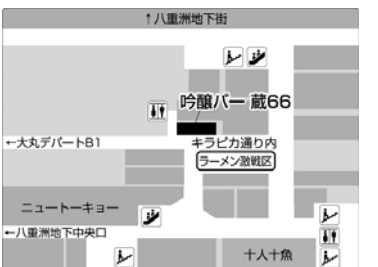 ↑八重洲地下街
吟醸バー 蔵66
←大丸デパートB1
キラピカ通り内
ラーメン激戦区
ニュートーキョー
←八重洲地下中央口
十人十魚